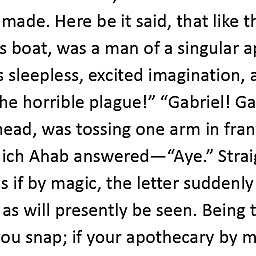 made. Here be it said, that like th
s boat, was a man of a singular ap
s sleepless, excited imagination, a
he horrible plague!” “Gabriel! Ga
head, was tossing one arm in fran
ich Ahab answered—“Aye.” Straig
s if by magic, the letter suddenly
as will presently be seen. Being t
you snap; if your apothecary by m